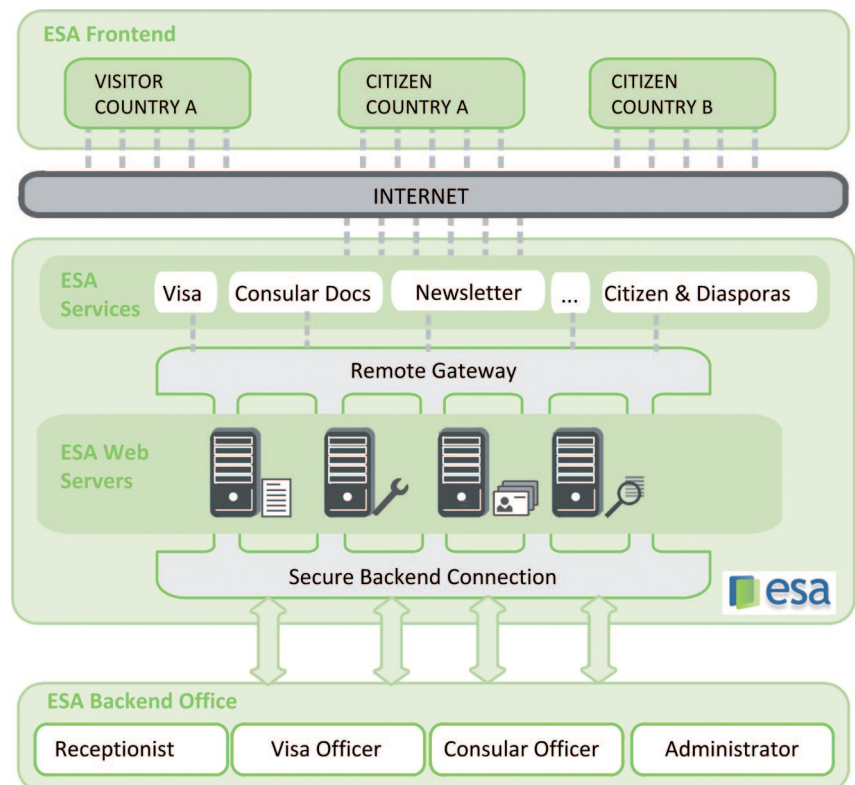 ESA Frontend
VISITOR
COUNTRY A
CITIZEN
COUNTRY A
CITIZEN
COUNTRY B
INTERNET
ESA
Services
Visa
Consular Docs
Newsletter
...
Citizen & Diasporas
Remote Gateway
ESA Web
Servers
Secure Backend Connection
esa
ESA Backend Office
Receptionist
Visa Officer
Consular Officer
Administrator